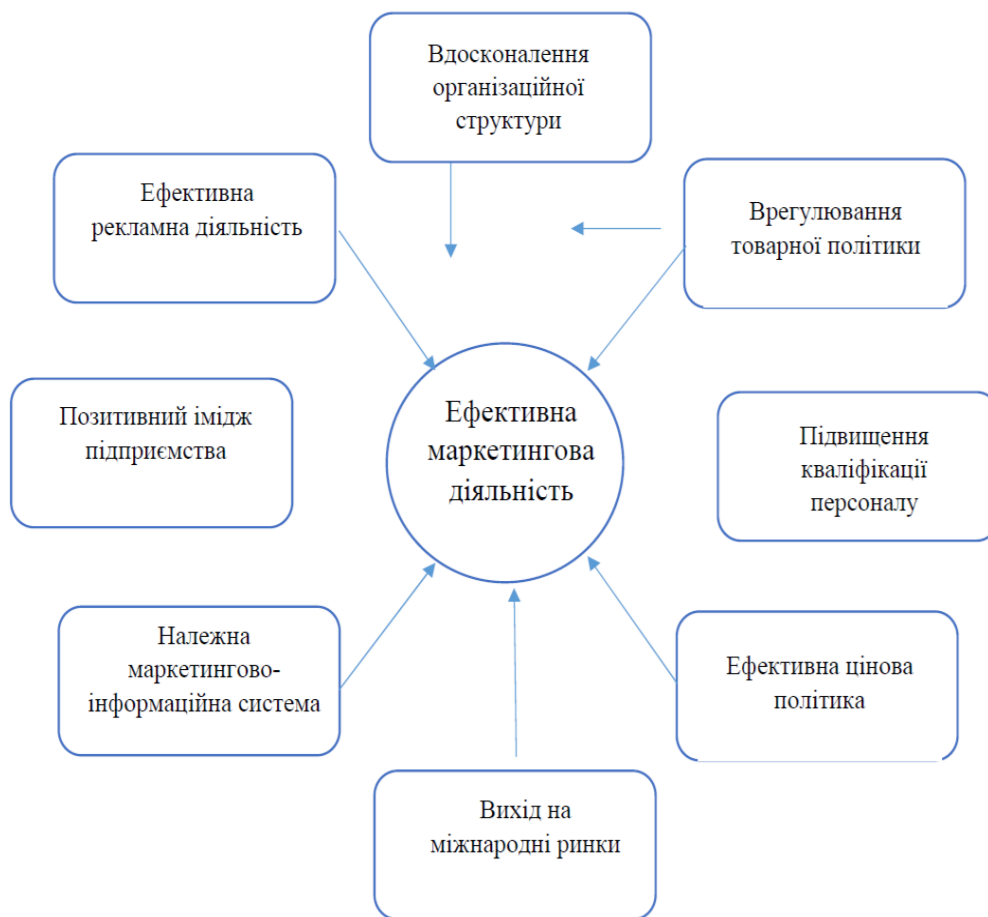 Вдосконалення
організаційної
структури
Ефективна
рекламна діяльність
Врегулювання
товарної політики
Позитивний імідж
підприємства
Ефективна
маркетингова
діяльність
Підвищення
кваліфікації
персоналу
Належна
маркетингово-
інформаційна система
Ефективна цінова
політика
Вихід на
міжнародні ринки